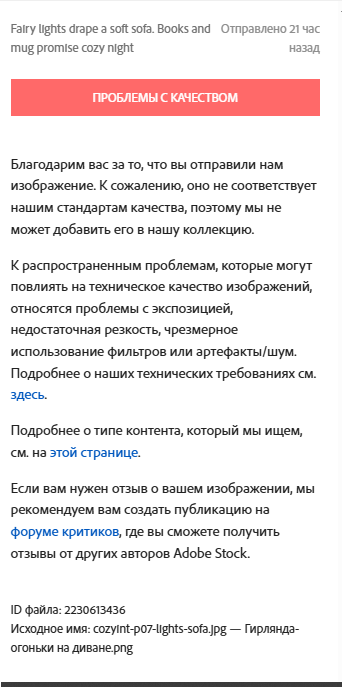 Fairy lights drape a soft sofa. Books and
mug promise cozy night
Отправлено 21 час
назад
ПРОБЛЕМЫ С КАЧЕСТВОМ
Благодарим вас за то, что вы отправили нам
изображение. К сожалению, оно не соответствует
нашим стандартам качества, поэтому мы не
может добавить его в нашу коллекцию.
К распространенным проблемам, которые могут
повлиять на техническое качество изображений,
относятся проблемы с экспозицией,
недостаточная резкость, чрезмерное
использование фильтров или артефакты/шум.
Подробнее о наших технических требованиях см.
здесь.
Подробнее о типе контента, который мы ищем,
см. на этой странице.
Если вам нужен отзыв о вашем изображении, мы
рекомендуем вам создать публикацию на
форуме критиков, где вы сможете получить
отзывы от других авторов Adobe Stock.
ID файла: 2230613436
Исходное имя: cozyint-p07-lights-sofa.jpg — Гирлянда-
огоньки на диване.png